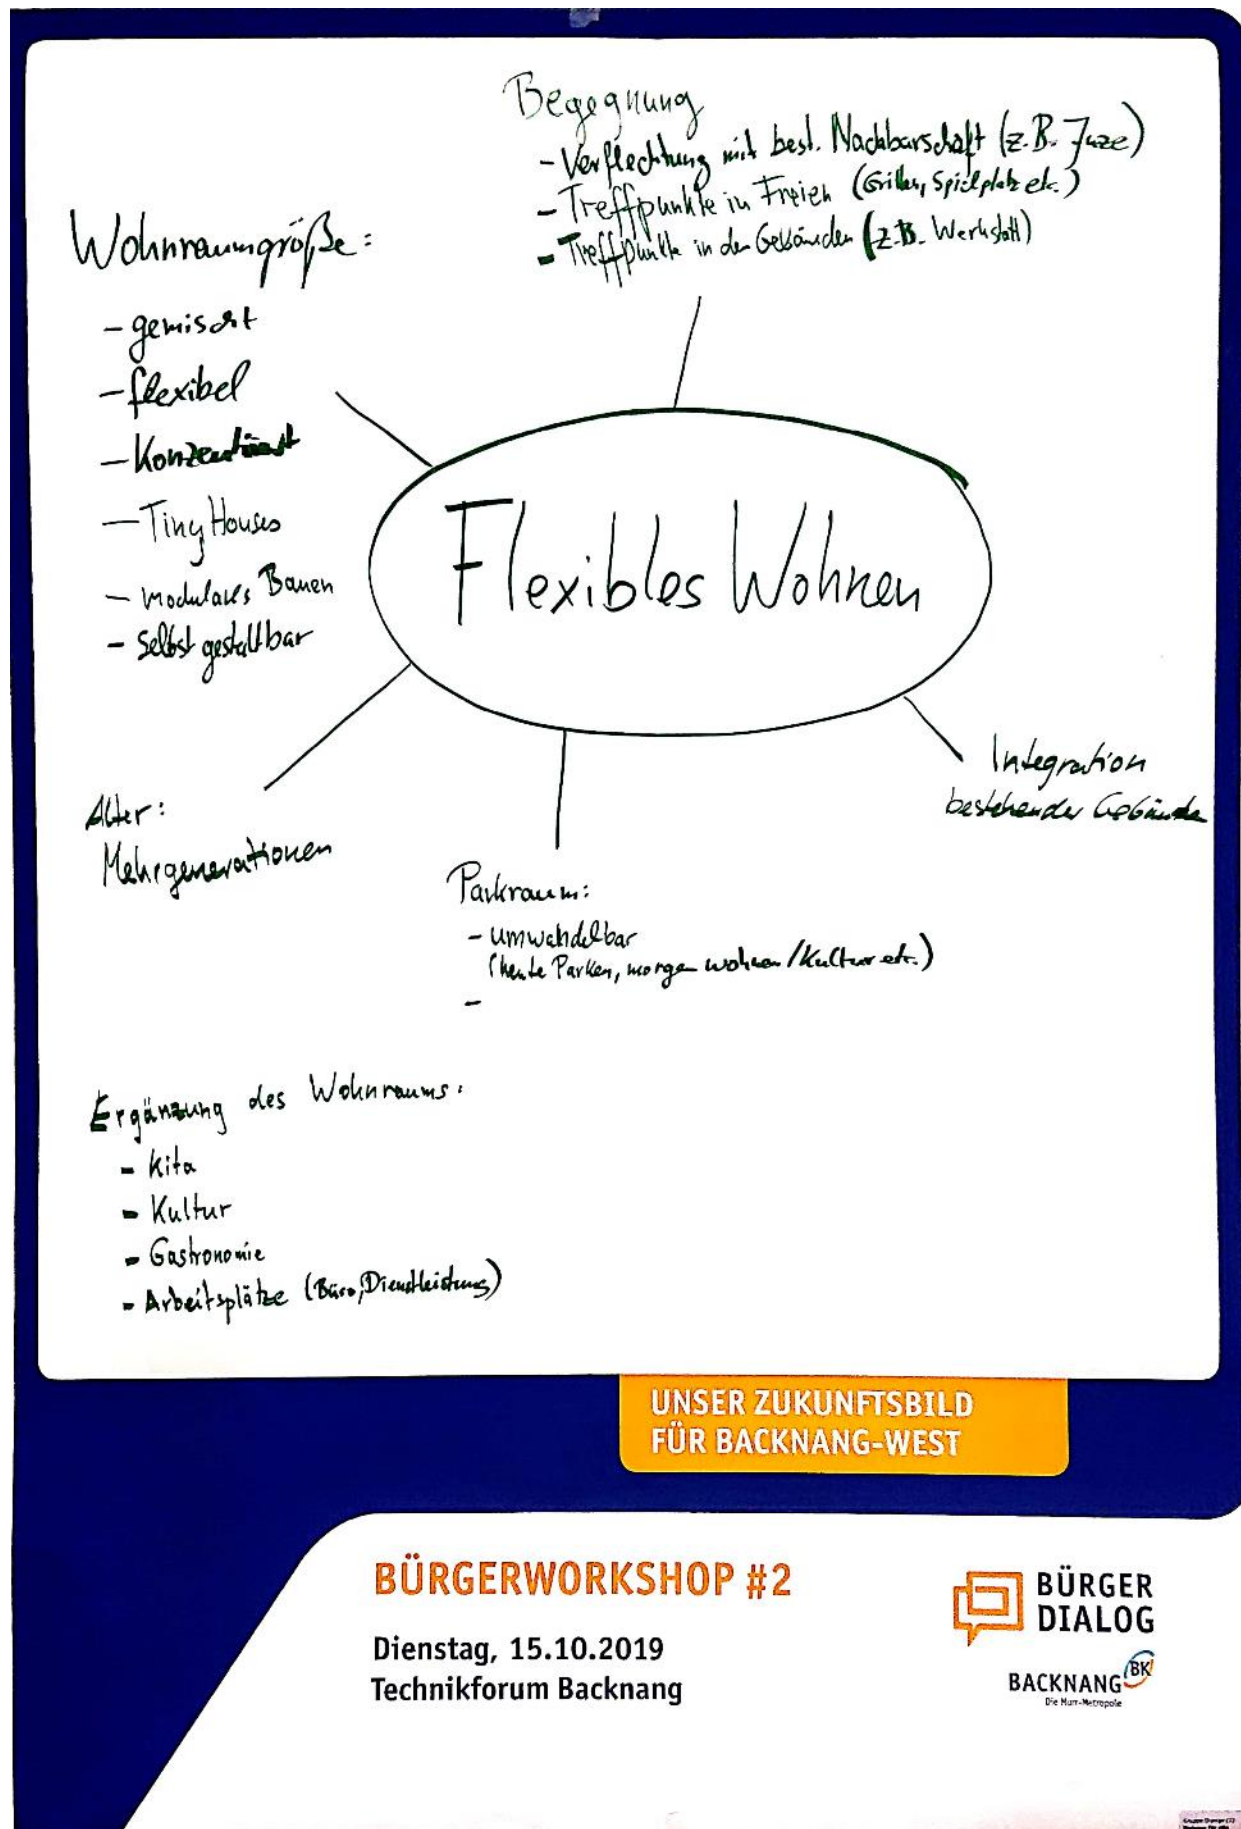 Begegnung
- Verflechtung mit best. Nachbarschaft (z.B. Juze)
- Treffpunkte in Freien (Grillen, Spielplatz etc.)
- Treffpunkte in den Gebäuden (z.B. Werkstatt)
Wohnraumgröße:
- gemischt
- flexibel
- Konzentriert
- Tiny Houses
- modulares Bauen
- Selbst gestaltbar
Flexibles Wohnen
Integration
bestehender Gebäude
Alter:
Mehrgenerationen
Parkraum:
- umwandelbar
(heute Parken, morgen wohnen/Kultur etc.)
-
Ergänzung des Wohnraums:
- Kita
- Kultur
- Gastronomie
- Arbeitsplätze (Büro, Dienstleistung)
UNSER ZUKUNFTSBILD
FÜR BACKNANG-WEST
BÜRGERWORKSHOP #2
Dienstag, 15.10.2019
Technikforum Backnang
BÜRGER
DIALOG
BACKNANG BK
Die Murr-Metropole